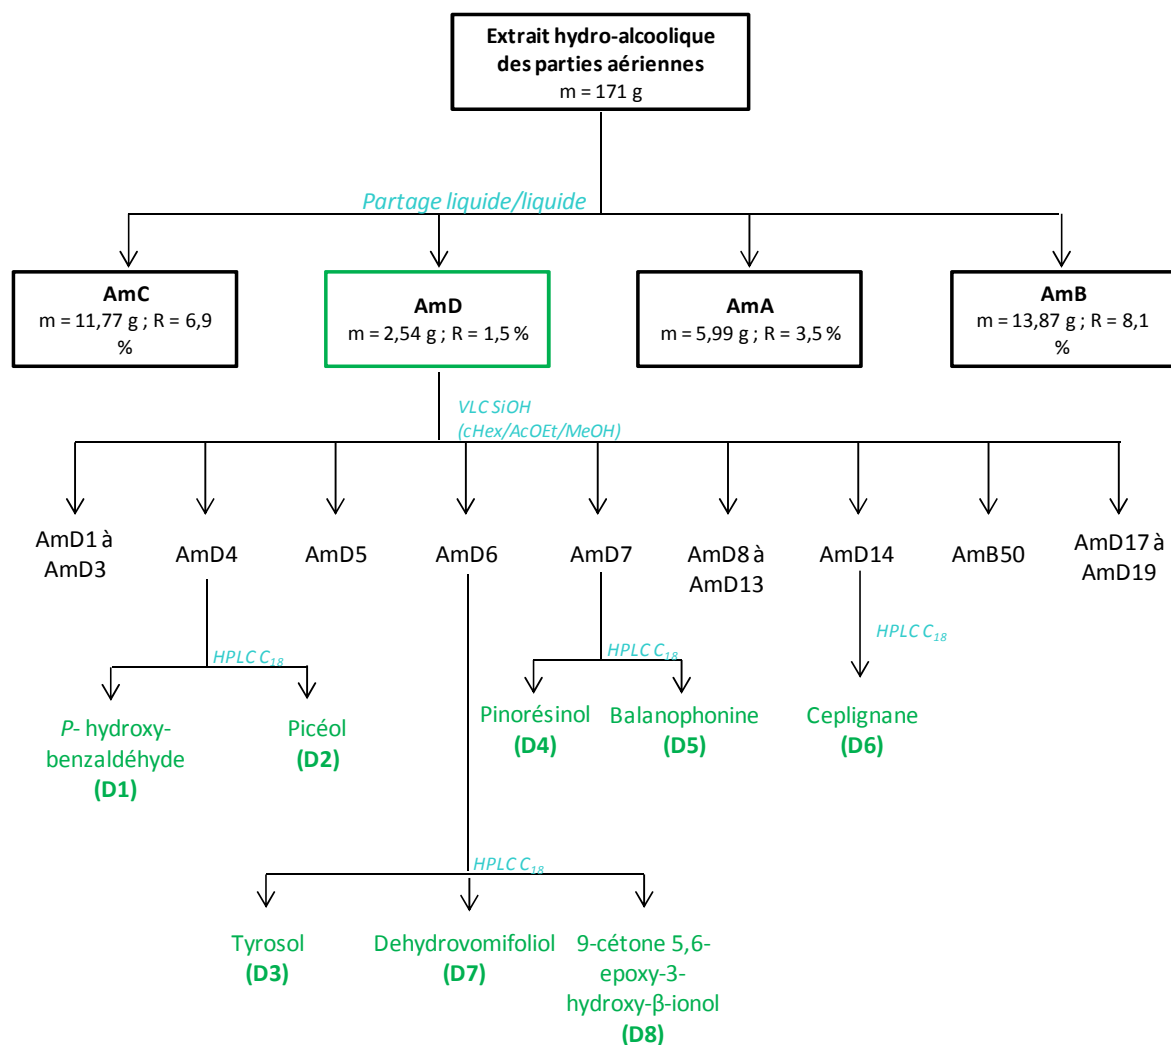 Extrait hydro-alcoolique
des parties aériennes
m = 171 g
Partage liquide/liquide
AmC
m = 11,77 g ; R = 6,9
%
AmD
m = 2,54 g ; R = 1,5 %
AmA
m = 5,99 g ; R = 3,5 %
AmB
m = 13,87 g ; R = 8,1
%
VLC SiOH
(cHex/AcOEt/MeOH)
AmD1 à
AmD3
AmD4
AmD5
AmD6
AmD7
AmD8 à
AmD13
AmD14
AmB50
AmD17 à
AmD19
HPLC C18
HPLC C18
HPLC C18
P- hydroxy-
benzaldéhyde
(D1)
Picéol
(D2)
Pinorésinol
(D4)
Balanophonine
(D5)
Ceplignane
(D6)
HPLC C18
Tyrosol
(D3)
Dehydrovomifoliol
(D7)
9-cétone 5,6-
epoxy-3-
hydroxy-β-ionol
(D8)